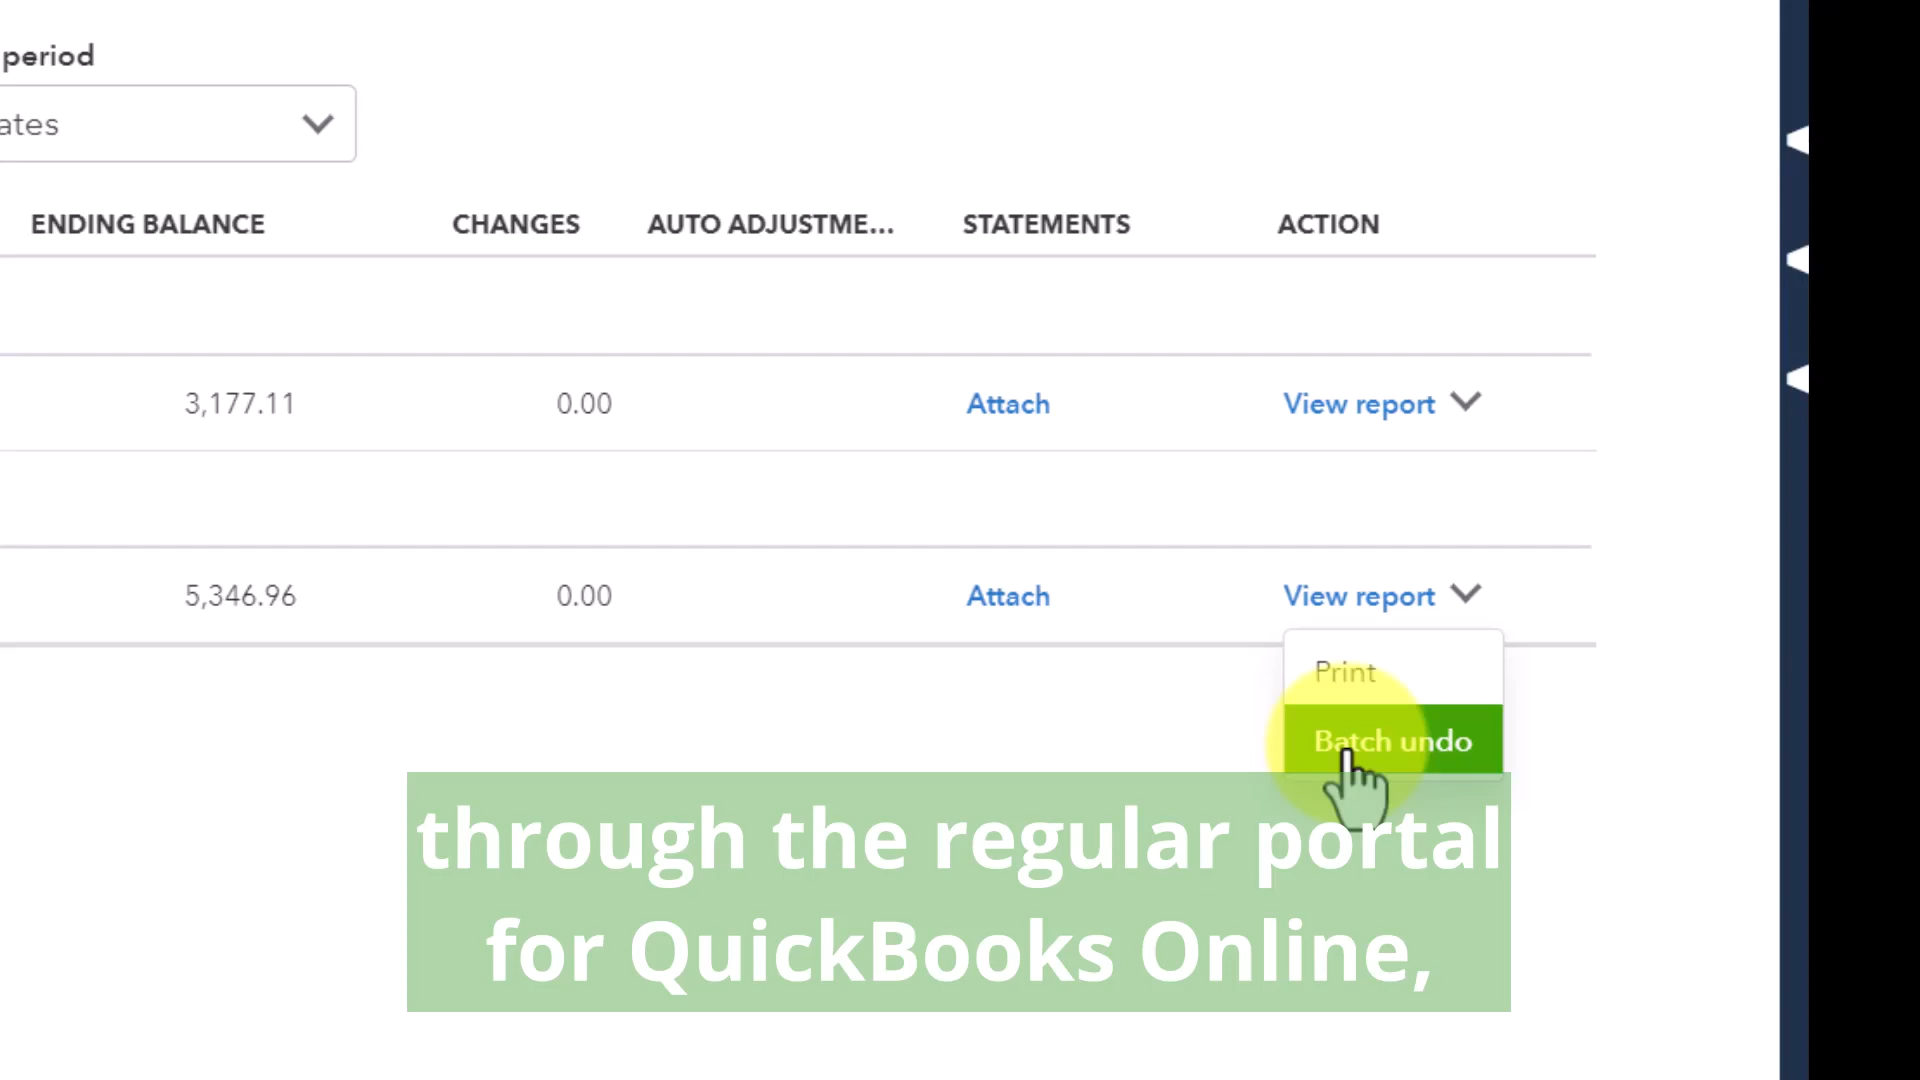 period
ates
ENDING BALANCE CHANGES AUTO ADJUSTME... STATEMENTS ACTION
3,177.11 0.00 Attach View report
5,346.96 0.00 Attach View report
Print
Batch undo
through the regular portal
for QuickBooks Online,